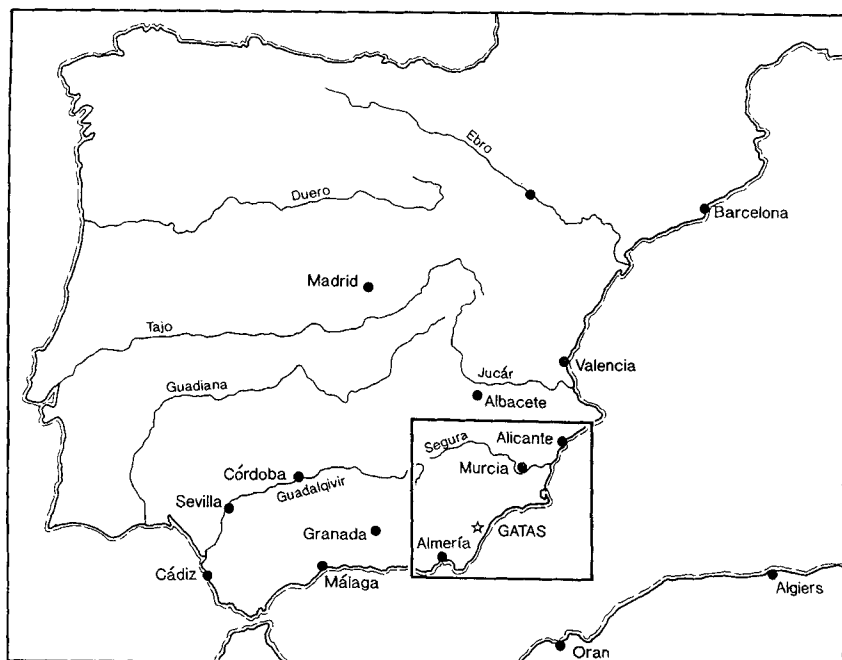 Ebro
Duero
Barcelona
Madrid
Tajo
Valencia
Jucár
Guadiana
Albacete
Segura
Alicante
Murcia
Córdoba
Guadalqivir
Sevilla
GATAS
Granada
Almería
Cádiz
Málaga
Algiers
Oran